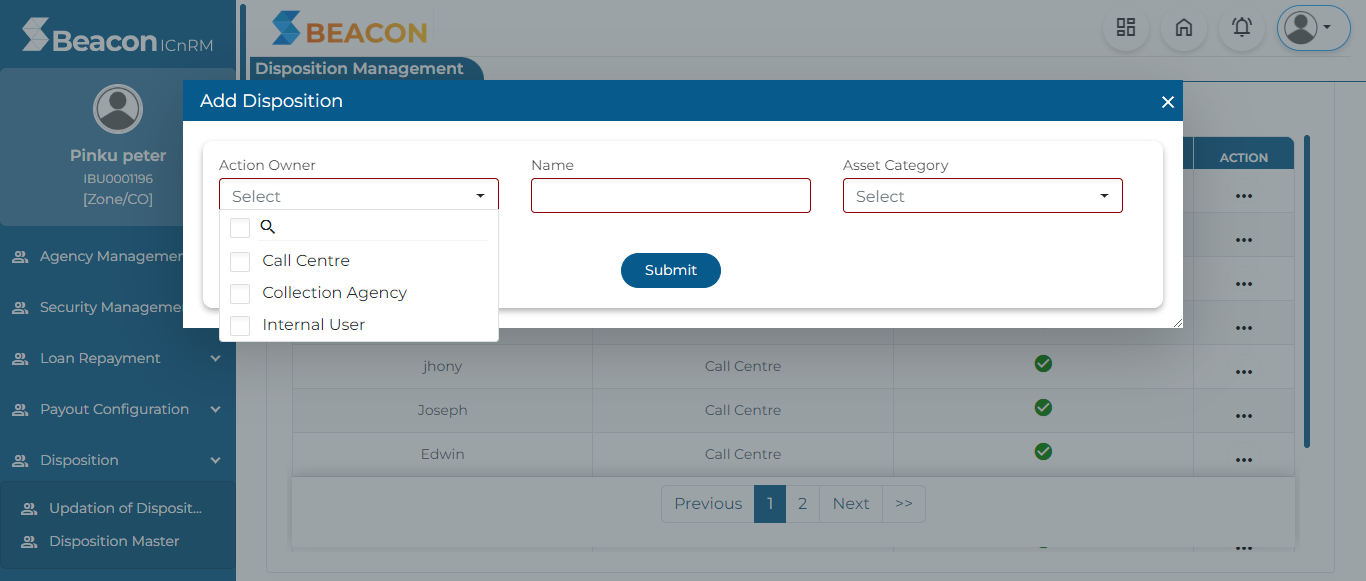 Beacon ICnRM
BEACON
Disposition Management
Pinku peter
IBU0001196
[Zone/CO]
Agency Managemen
Security Manageme
Loan Repayment
Payout Configuration
Disposition
Updation of Disposit...
Disposition Master
Add Disposition
Action Owner
Select
Call Centre
Collection Agency
Internal User
Name
Asset Category
Select
Submit
ACTION
jhony Call Centre
Joseph Call Centre
Edwin Call Centre
Previous 1 2 Next >>